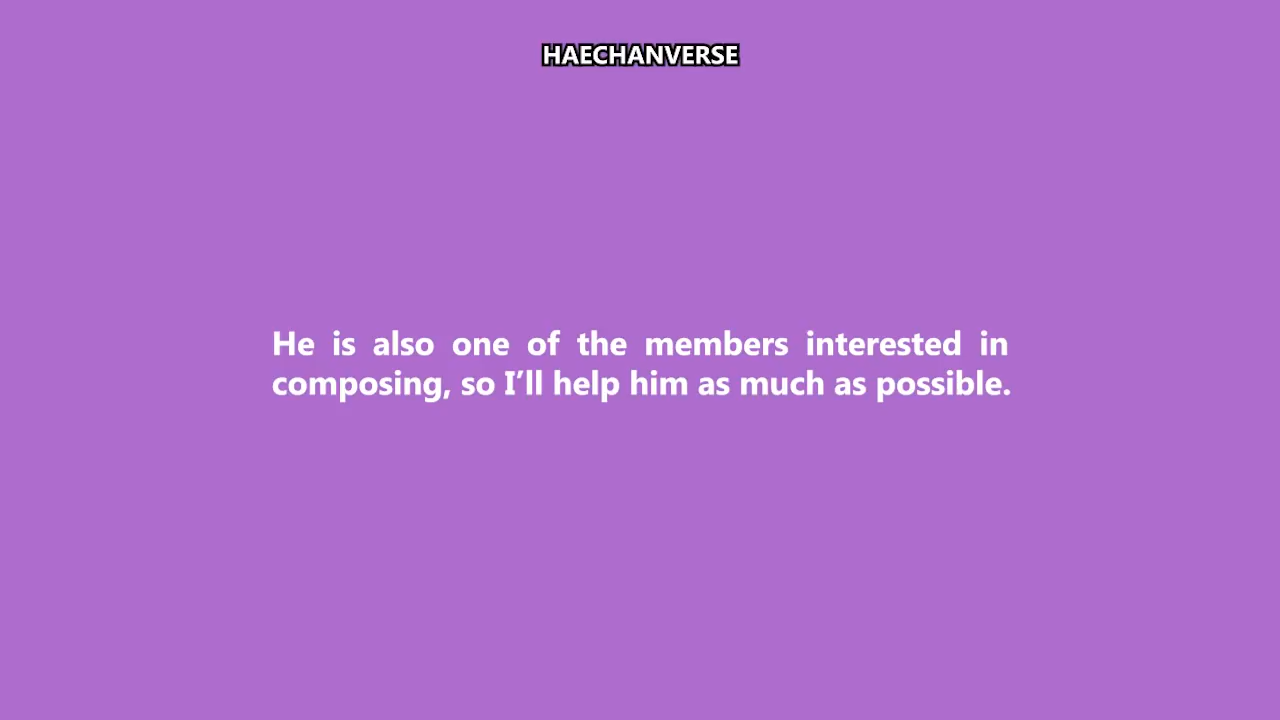 HAECHANVERSE
He is also one of the members interested in
composing, so I’ll help him as much as possible.